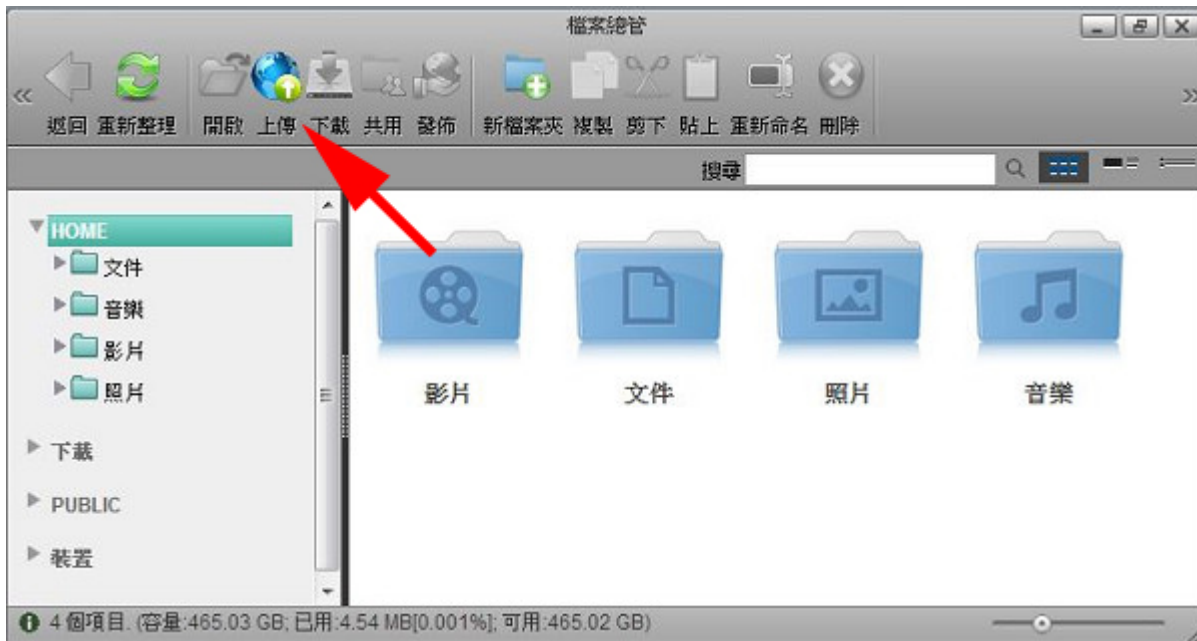 檔案總管
返回 重新整理 開啟 上傳 下載 共用 發佈 新檔案夾 複製 剪下 貼上 重新命名 刪除
搜尋
HOME
文件
音樂
影片
照片
下載
PUBLIC
裝置
影片 文件 照片 音樂
4 個項目. (容量:465.03 GB; 已用:4.54 MB[0.001%]; 可用:465.02 GB)